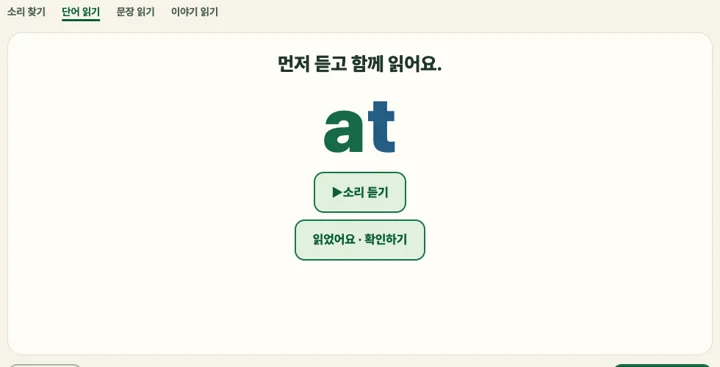 소리 찾기 단어 읽기 문장 읽기 이야기 읽기
먼저 듣고 함께 읽어요.
at
▶소리 듣기
읽었어요 · 확인하기